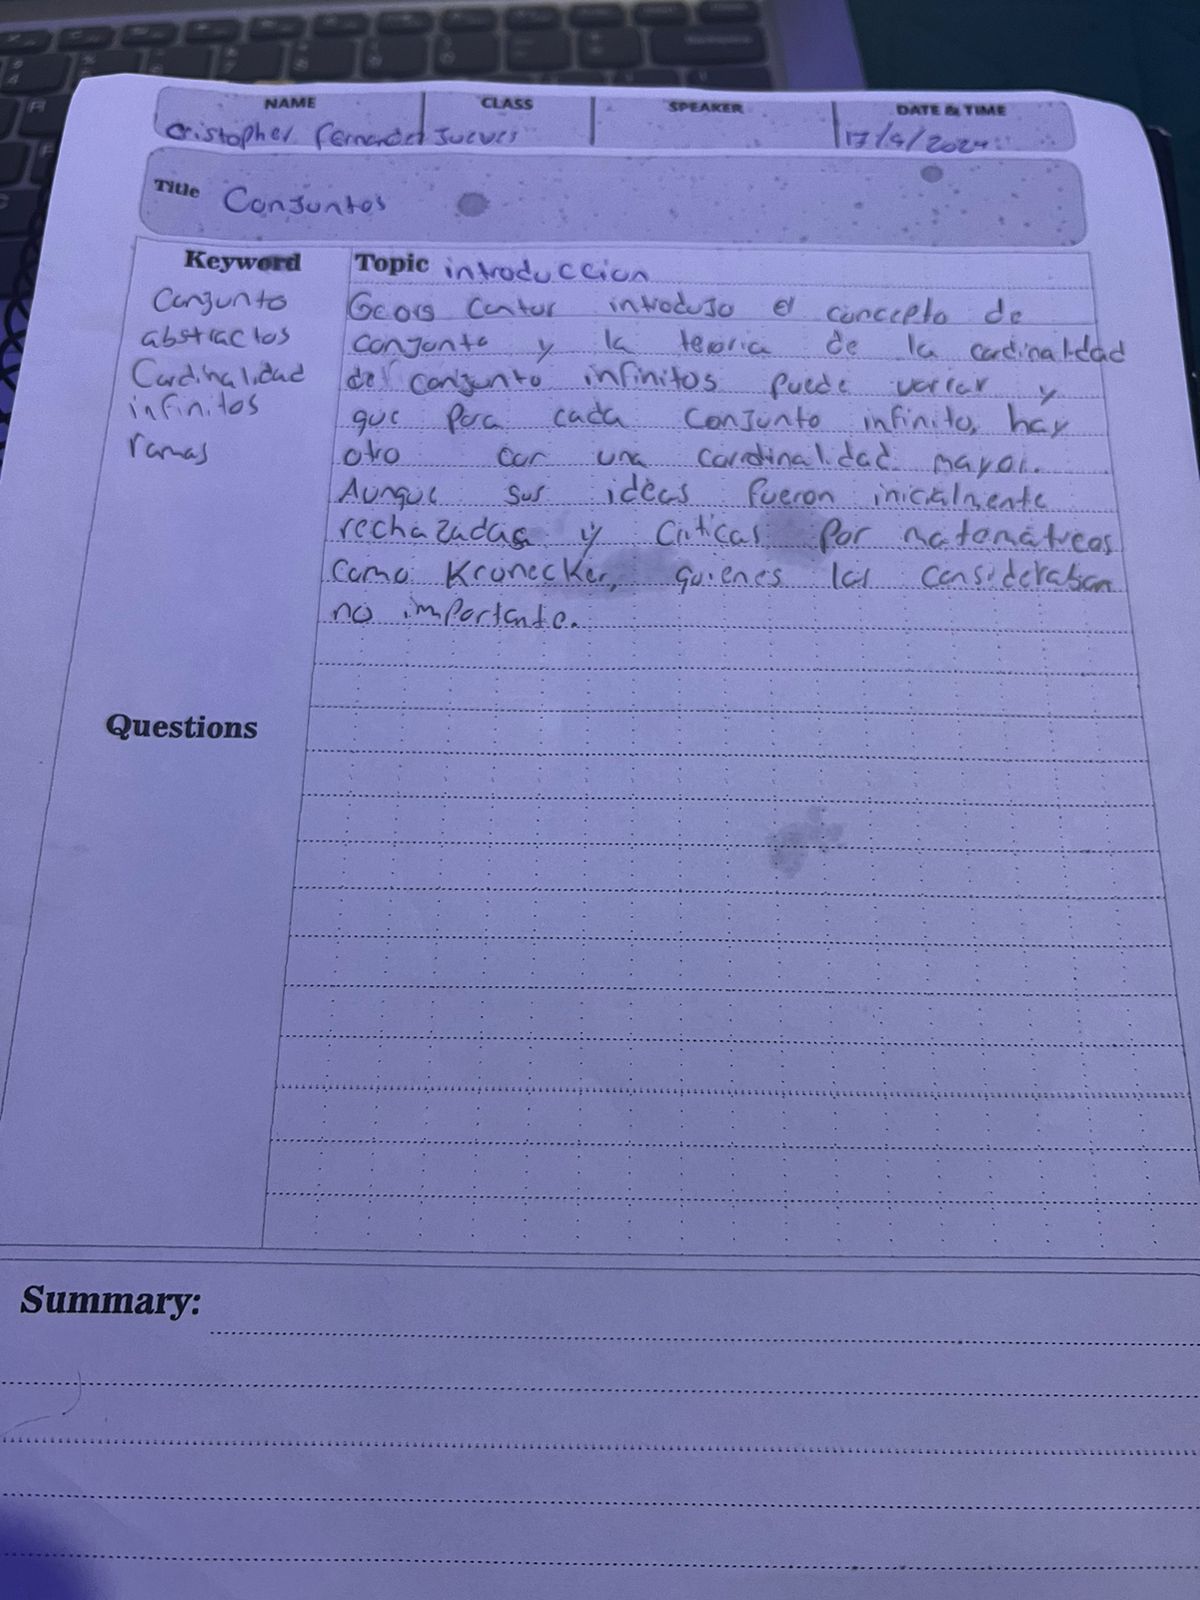 NAME CLASS SPEAKER DATE & TIME
Cristopher Fernandez Jueves 17/4/2024
Title Conjuntos
Keyword
Conjunto
abstractos
Cardinalidad
infinitos
ramas
Topic introduccion
Georg Cantor introdujo el concepto de
conjunto y la teoria de la cardinalidad
del conjunto infinitos puede variar y
que para cada conjunto infinito, hay
otro con una cardinalidad mayor.
Aunque sus ideas fueron inicialmente
rechazadas y Criticas por matematicos
como Kronecker, quienes las consideraban
no importante.
Questions
Summary: